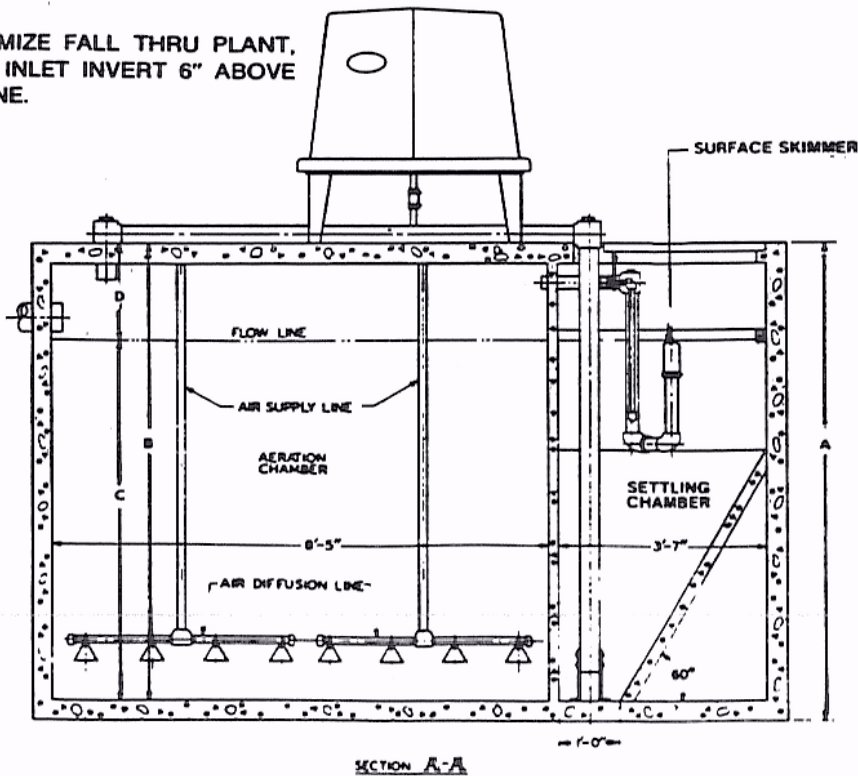 MIZE FALL THRU PLANT,
INLET INVERT 6" ABOVE
NE.
SURFACE SKIMMER
D
FLOW LINE
AIR SUPPLY LINE
B
A
AERATION
CHAMBER
C
SETTLING
CHAMBER
8'-5"
3'-7"
AIR DIFFUSION LINE
60°
1'-0"
SECTION A-A